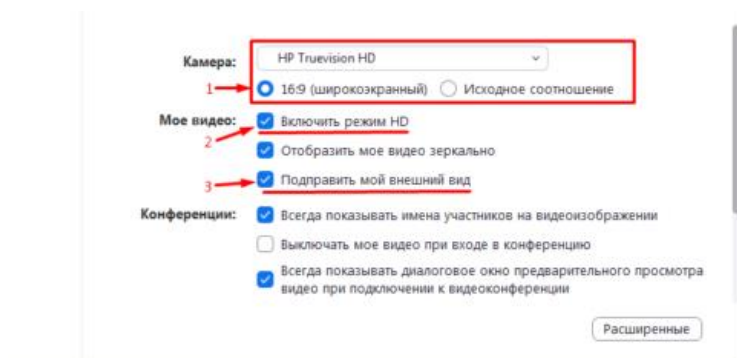 Камера: HP Truevision HD
1 16:9 (широкоэкранный) Исходное соотношение
Мое видео: Включить режим HD
2
Отобразить мое видео зеркально
3 Подправить мой внешний вид
Конференции: Всегда показывать имена участников на видеоизображении
Выключать мое видео при входе в конференцию
Всегда показывать диалоговое окно предварительного просмотра
видео при подключении к видеоконференции
Расширенные